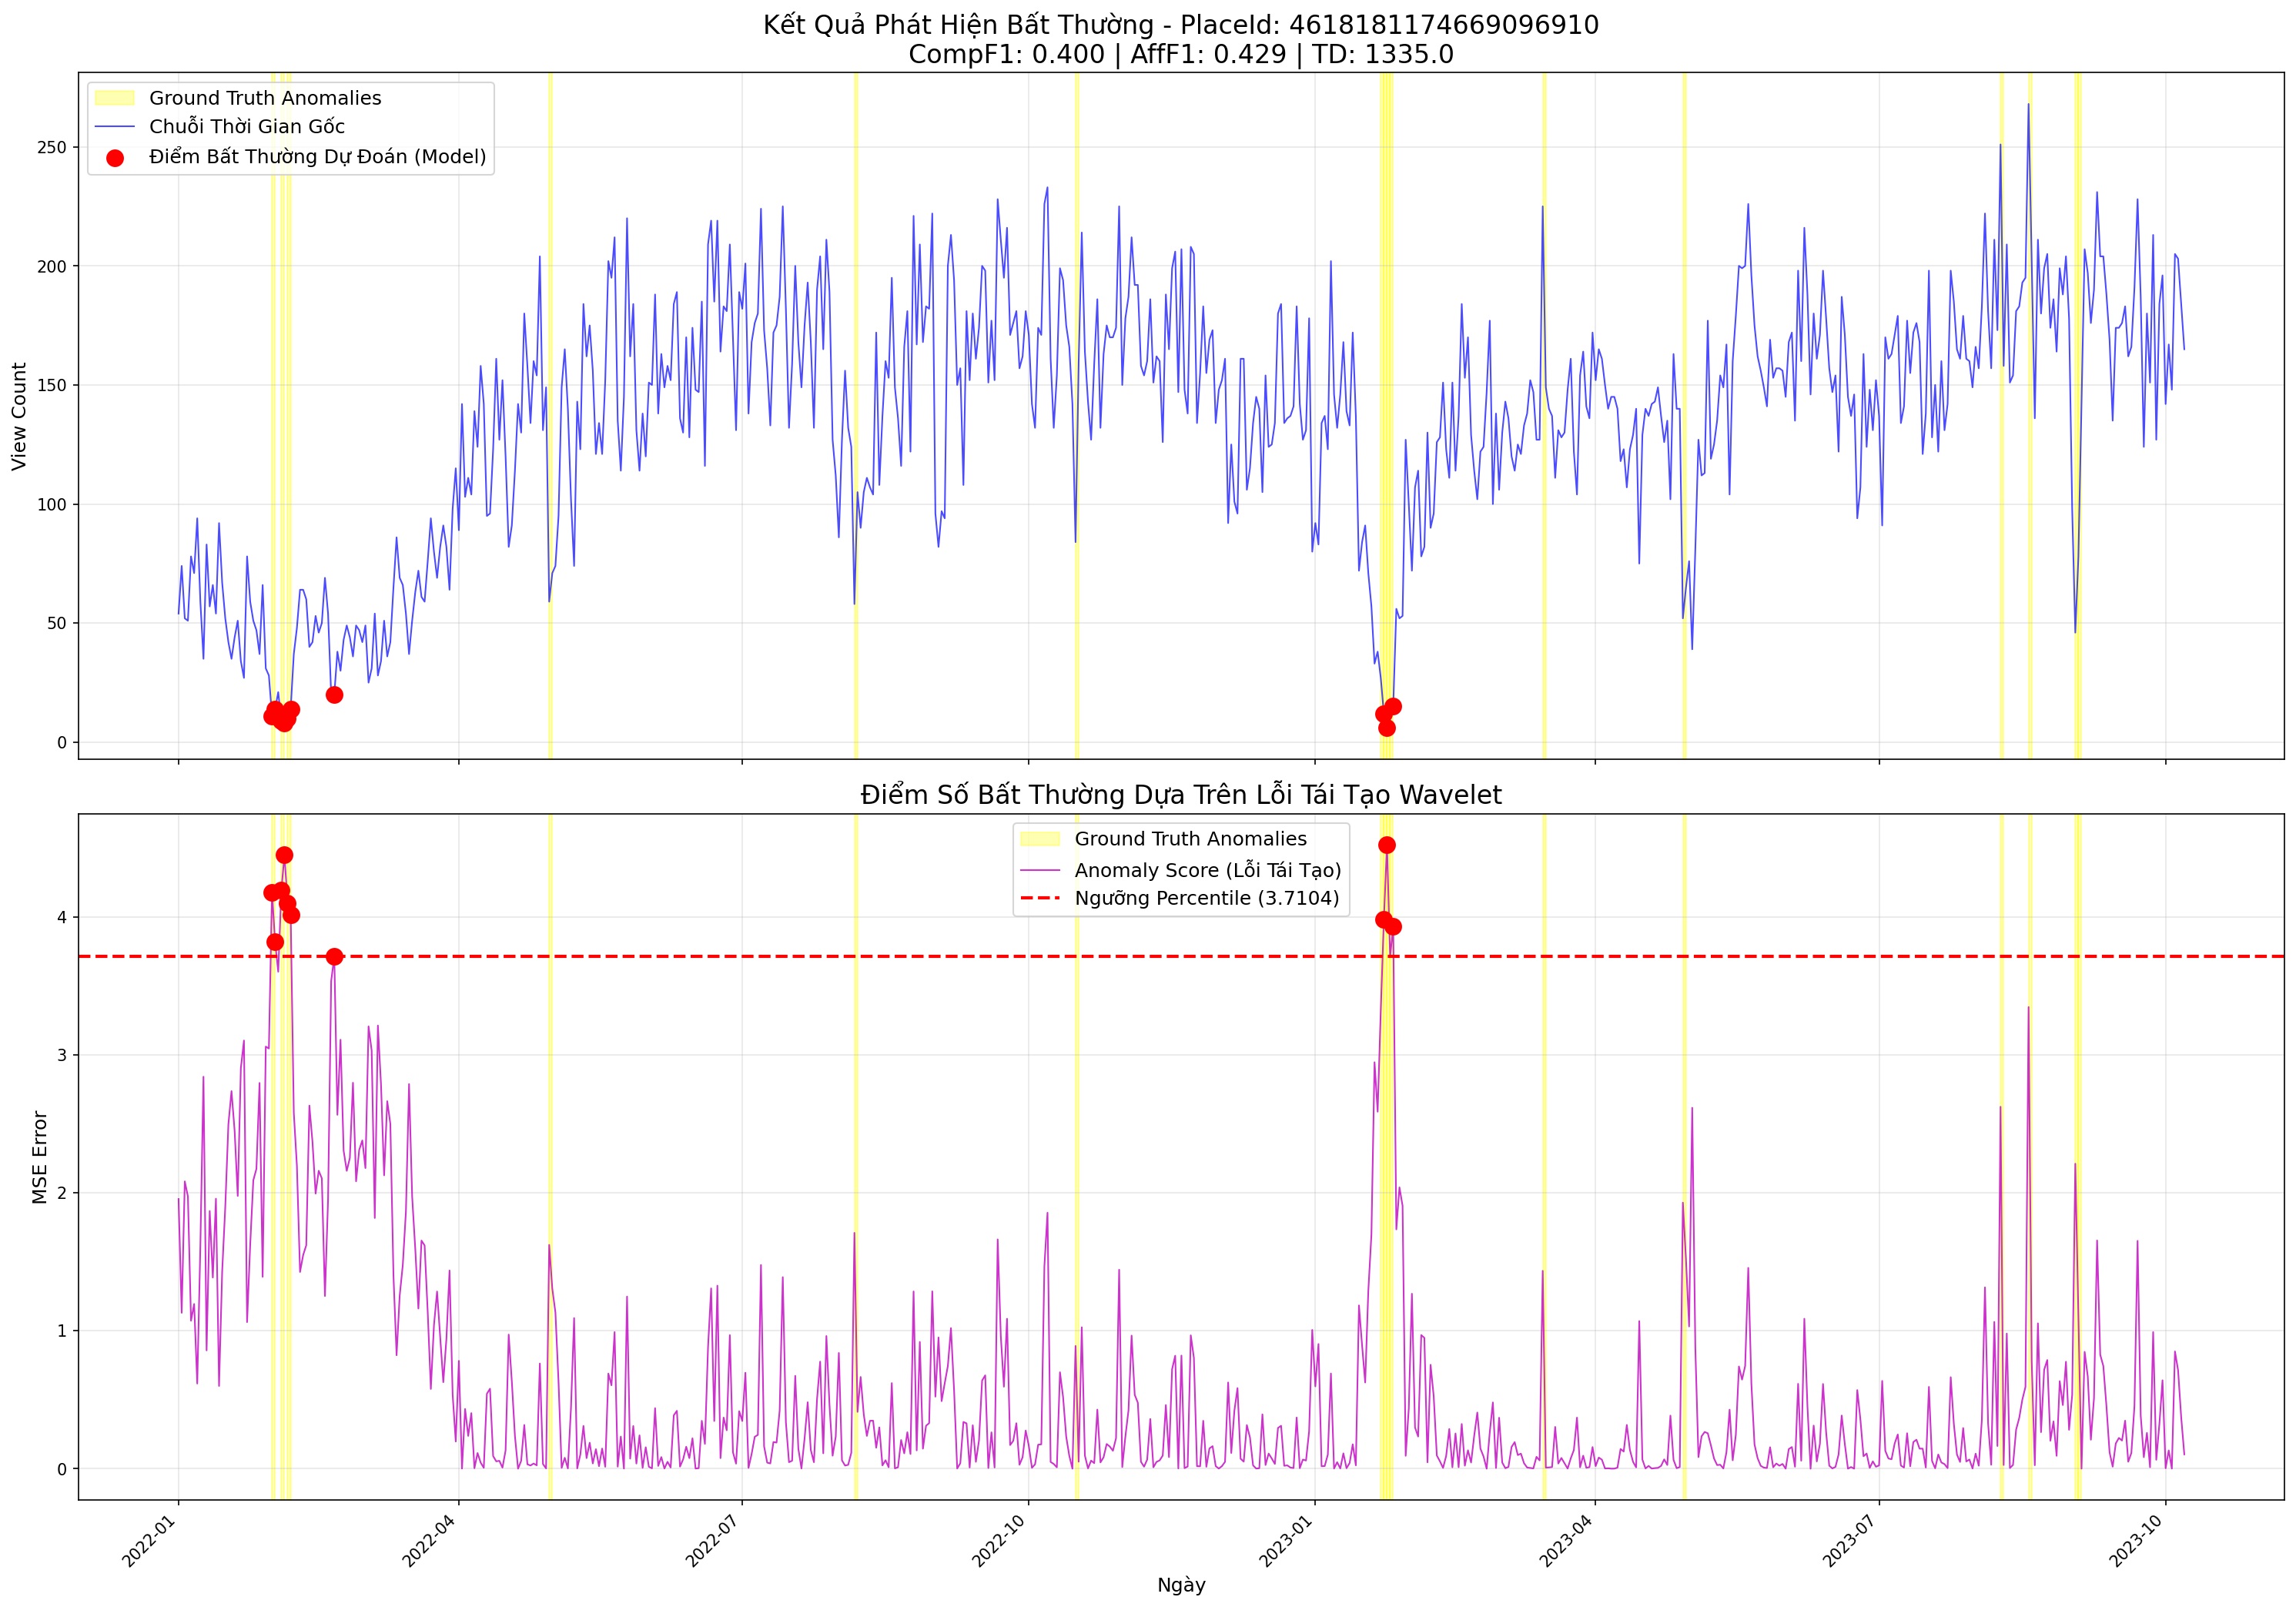 Kết Quả Phát Hiện Bất Thường - PlaceId: 4618181174669096910
CompF1: 0.400 | AffF1: 0.429 | TD: 1335.0
Ground Truth Anomalies
Chuỗi Thời Gian Gốc
Điểm Bất Thường Dự Đoán (Model)
View Count
250
200
150
100
50
0
Điểm Số Bất Thường Dựa Trên Lỗi Tái Tạo Wavelet
Ground Truth Anomalies
Anomaly Score (Lỗi Tái Tạo)
Ngưỡng Percentile (3.7104)
MSE Error
4
3
2
1
0
2022-01
2022-04
2022-07
2022-10
2023-01
2023-04
2023-07
2023-10
Ngày